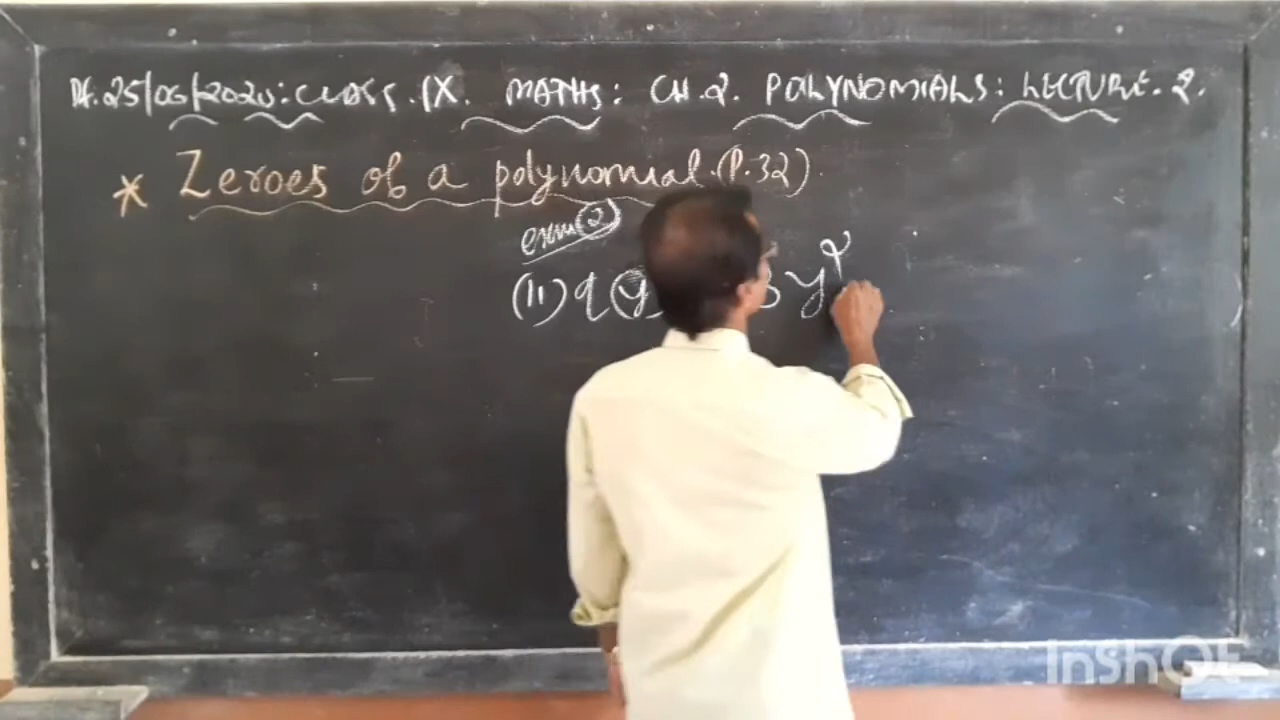 Dt. 25/06/2020: CLASS. IX. MATHS: CH.2. POLYNOMIALS: LECTURE. 2.
* Zeroes of a polynomial (P.32)
exm (2)
(ii) q(y) 3y²
InShOt